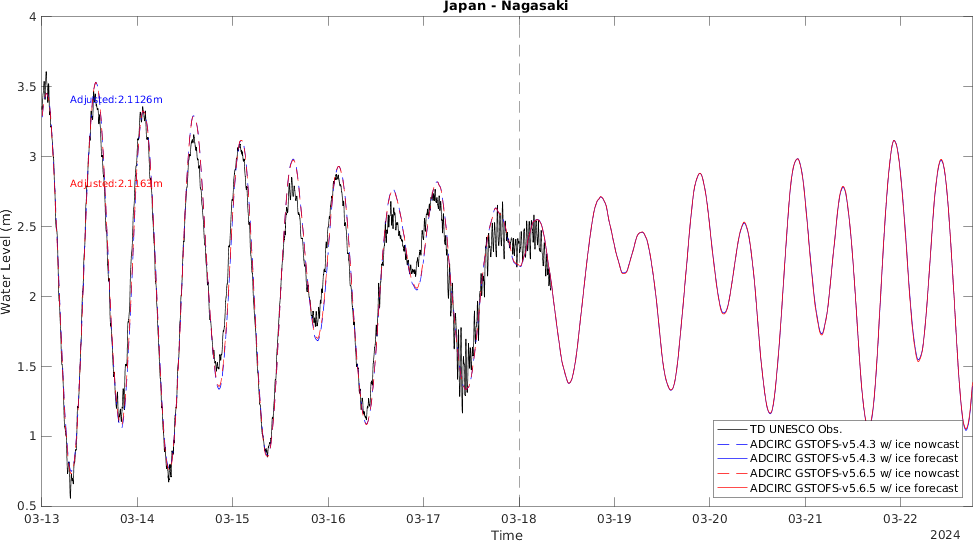 Japan - Nagasaki
Water Level (m)
4
3.5
3
2.5
2
1.5
1
0.5
Adjusted:2.1126m
Adjusted:2.1163m
TD UNESCO Obs.
ADCIRC GSTOFS-v5.4.3 w/ ice nowcast
ADCIRC GSTOFS-v5.4.3 w/ ice forecast
ADCIRC GSTOFS-v5.6.5 w/ ice nowcast
ADCIRC GSTOFS-v5.6.5 w/ ice forecast
03-13 03-14 03-15 03-16 03-17 03-18 03-19 03-20 03-21 03-22
Time
2024